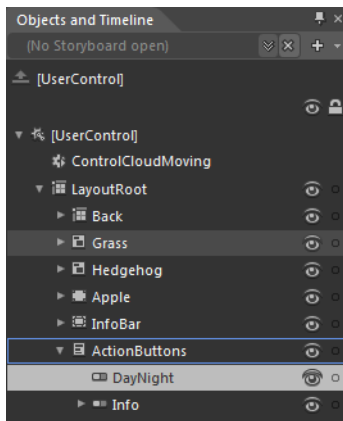 Objects and Timeline
(No Storyboard open)
[UserControl]
[UserControl]
ControlCloudMoving
LayoutRoot
Back
Grass
Hedgehog
Apple
InfoBar
ActionButtons
DayNight
Info